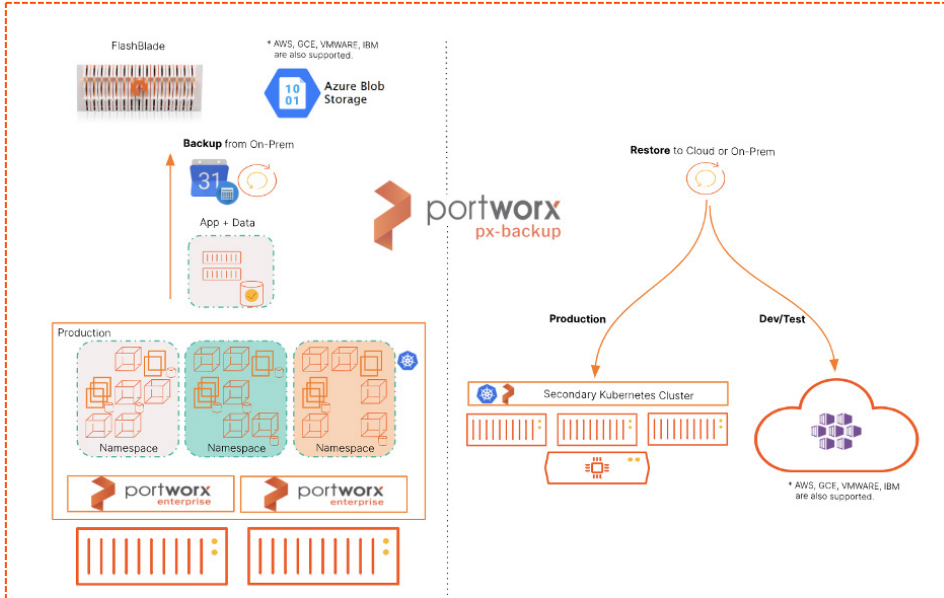 FlashBlade
* AWS, GCE, VMWARE, IBM
are also supported.
10
01
Azure Blob
Storage
Backup from On-Prem
31
App + Data
portworx
px-backup
Restore to Cloud or On-Prem
Production
Dev/Test
Production
Namespace
Namespace
Namespace
portworx
enterprise
portworx
enterprise
Secondary Kubernetes Cluster
* AWS, GCE, VMWARE, IBM
are also supported.